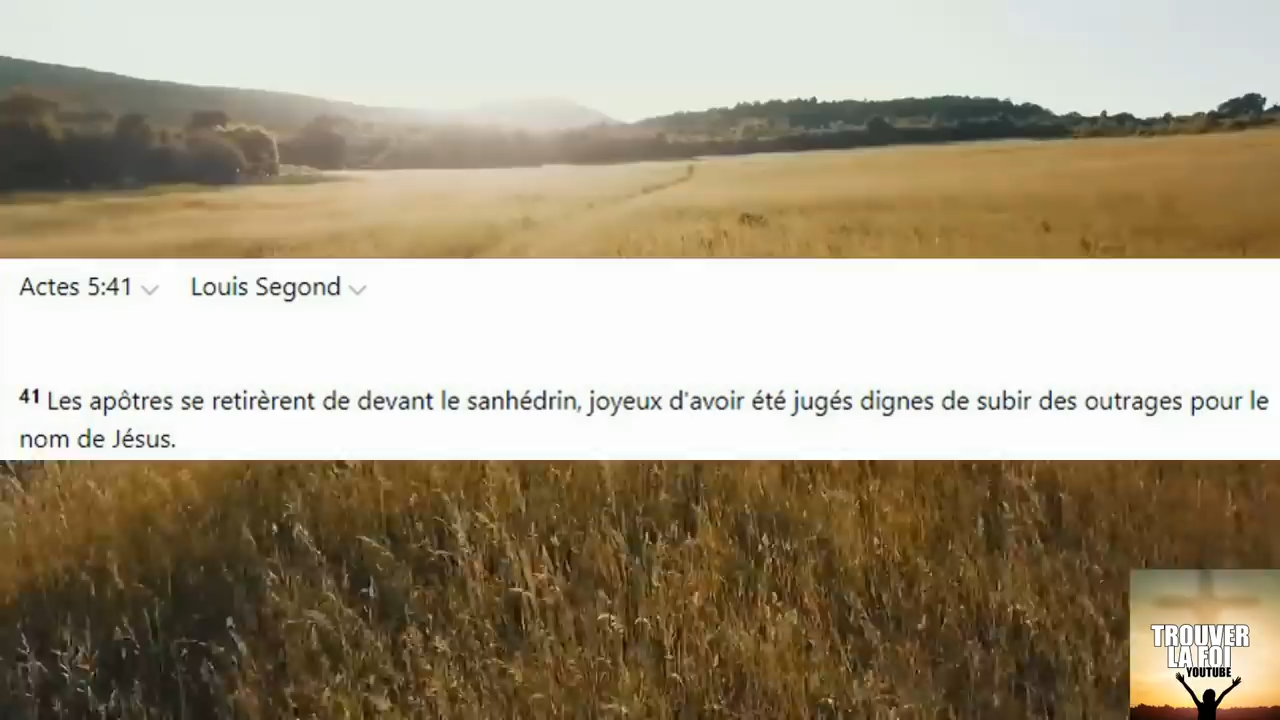 Actes 5:41 Louis Segond
41 Les apôtres se retirèrent de devant le sanhédrin, joyeux d'avoir été jugés dignes de subir des outrages pour le
nom de Jésus.
TROUVER
LA FOI
YOUTUBE